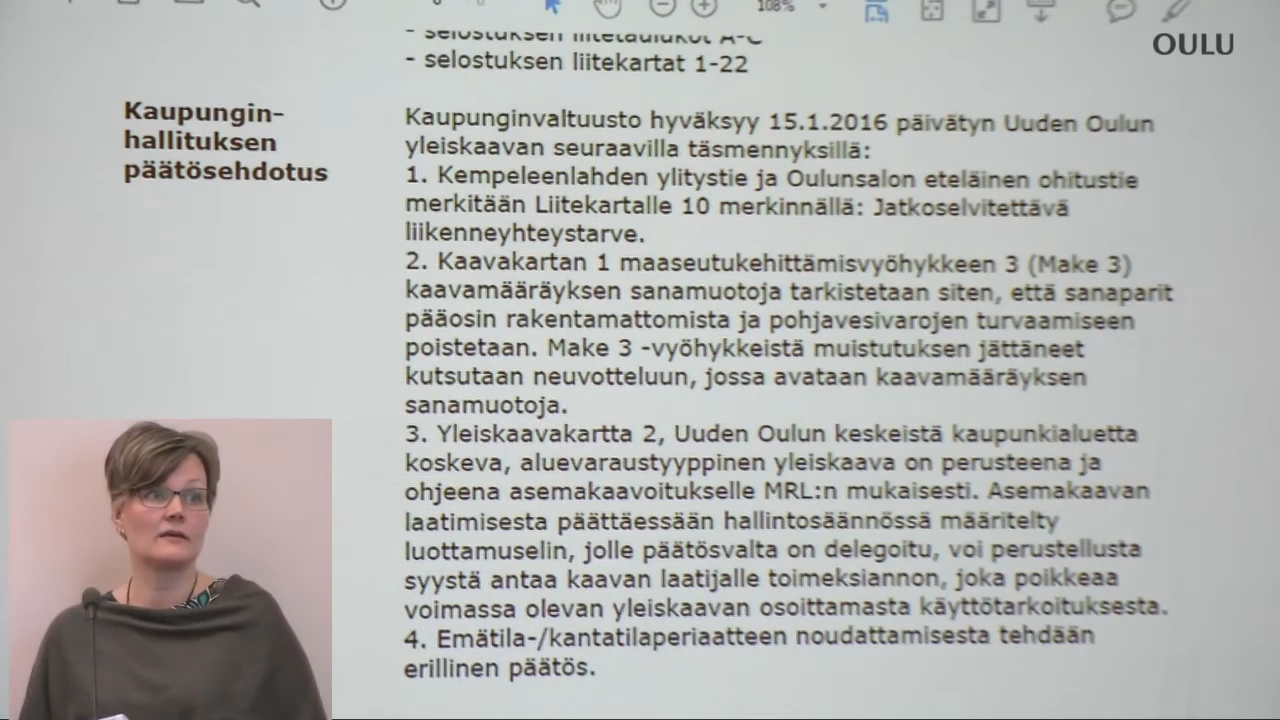 108%
OULU
- selostuksen liitetaulukot A-C
- selostuksen liitekartat 1-22
Kaupungin-
hallituksen
päätösehdotus
Kaupunginvaltuusto hyväksyy 15.1.2016 päivätyn Uuden Oulun
yleiskaavan seuraavilla täsmennyksillä:
1. Kempeleenlahden ylitystie ja Oulunsalon eteläinen ohitustie
merkitään Liitekartalle 10 merkinnällä: Jatkoselvitettävä
liikenneyhteystarve.
2. Kaavakartan 1 maaseutukehittämisvyöhykkeen 3 (Make 3)
kaavamääräyksen sanamuotoja tarkistetaan siten, että sanaparit
pääosin rakentamattomista ja pohjavesivarojen turvaamiseen
poistetaan. Make 3 -vyöhykkeistä muistutuksen jättäneet
kutsutaan neuvotteluun, jossa avataan kaavamääräyksen
sanamuotoja.
3. Yleiskaavakartta 2, Uuden Oulun keskeistä kaupunkialuetta
koskeva, aluevaraustyyppinen yleiskaava on perusteena ja
ohjeena asemakaavoitukselle MRL:n mukaisesti. Asemakaavan
laatimisesta päättäessään hallintosäännössä määritelty
luottamuselin, jolle päätösvalta on delegoitu, voi perustellusta
syystä antaa kaavan laatijalle toimeksiannon, joka poikkeaa
voimassa olevan yleiskaavan osoittamasta käyttötarkoituksesta.
4. Emätila-/kantatilaperiaatteen noudattamisesta tehdään
erillinen päätös.